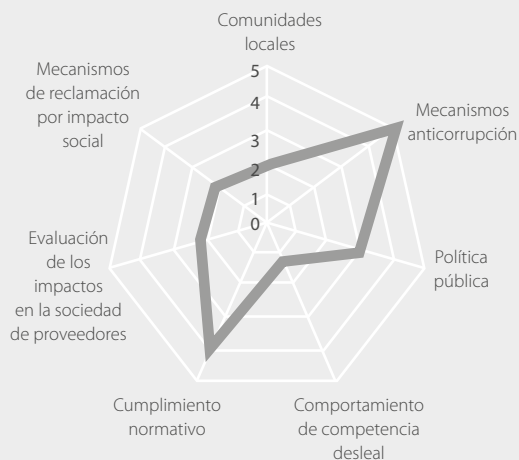 Comunidades
locales
Mecanismos
anticorrupción
Política
pública
Comportamiento
de competencia
desleal
Cumplimiento
normativo
Evaluación
de los
impactos
en la sociedad
de proveedores
Mecanismos
de reclamación
por impacto
social
5
4
3
2
1
0